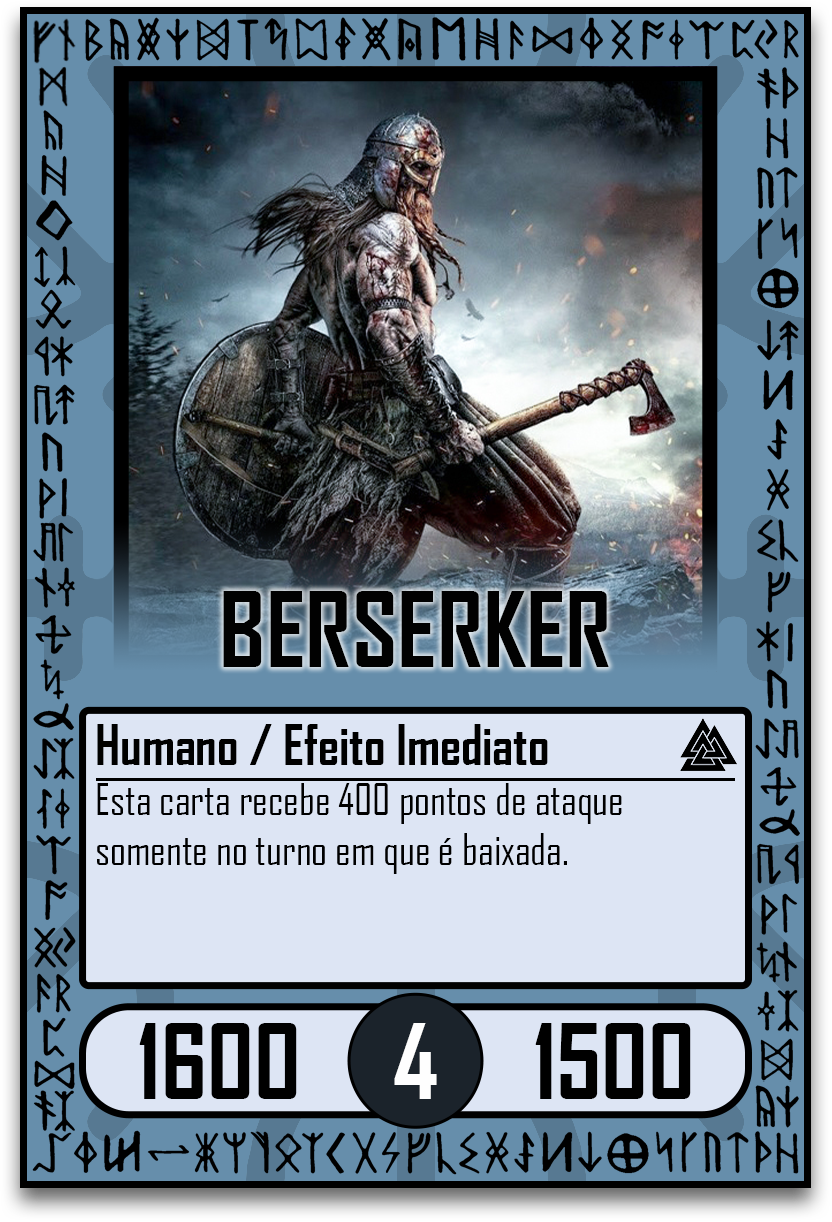 BERSERKER
Humano / Efeito Imediato
Esta carta recebe 400 pontos de ataque
somente no turno em que é baixada.
1600 4 1500